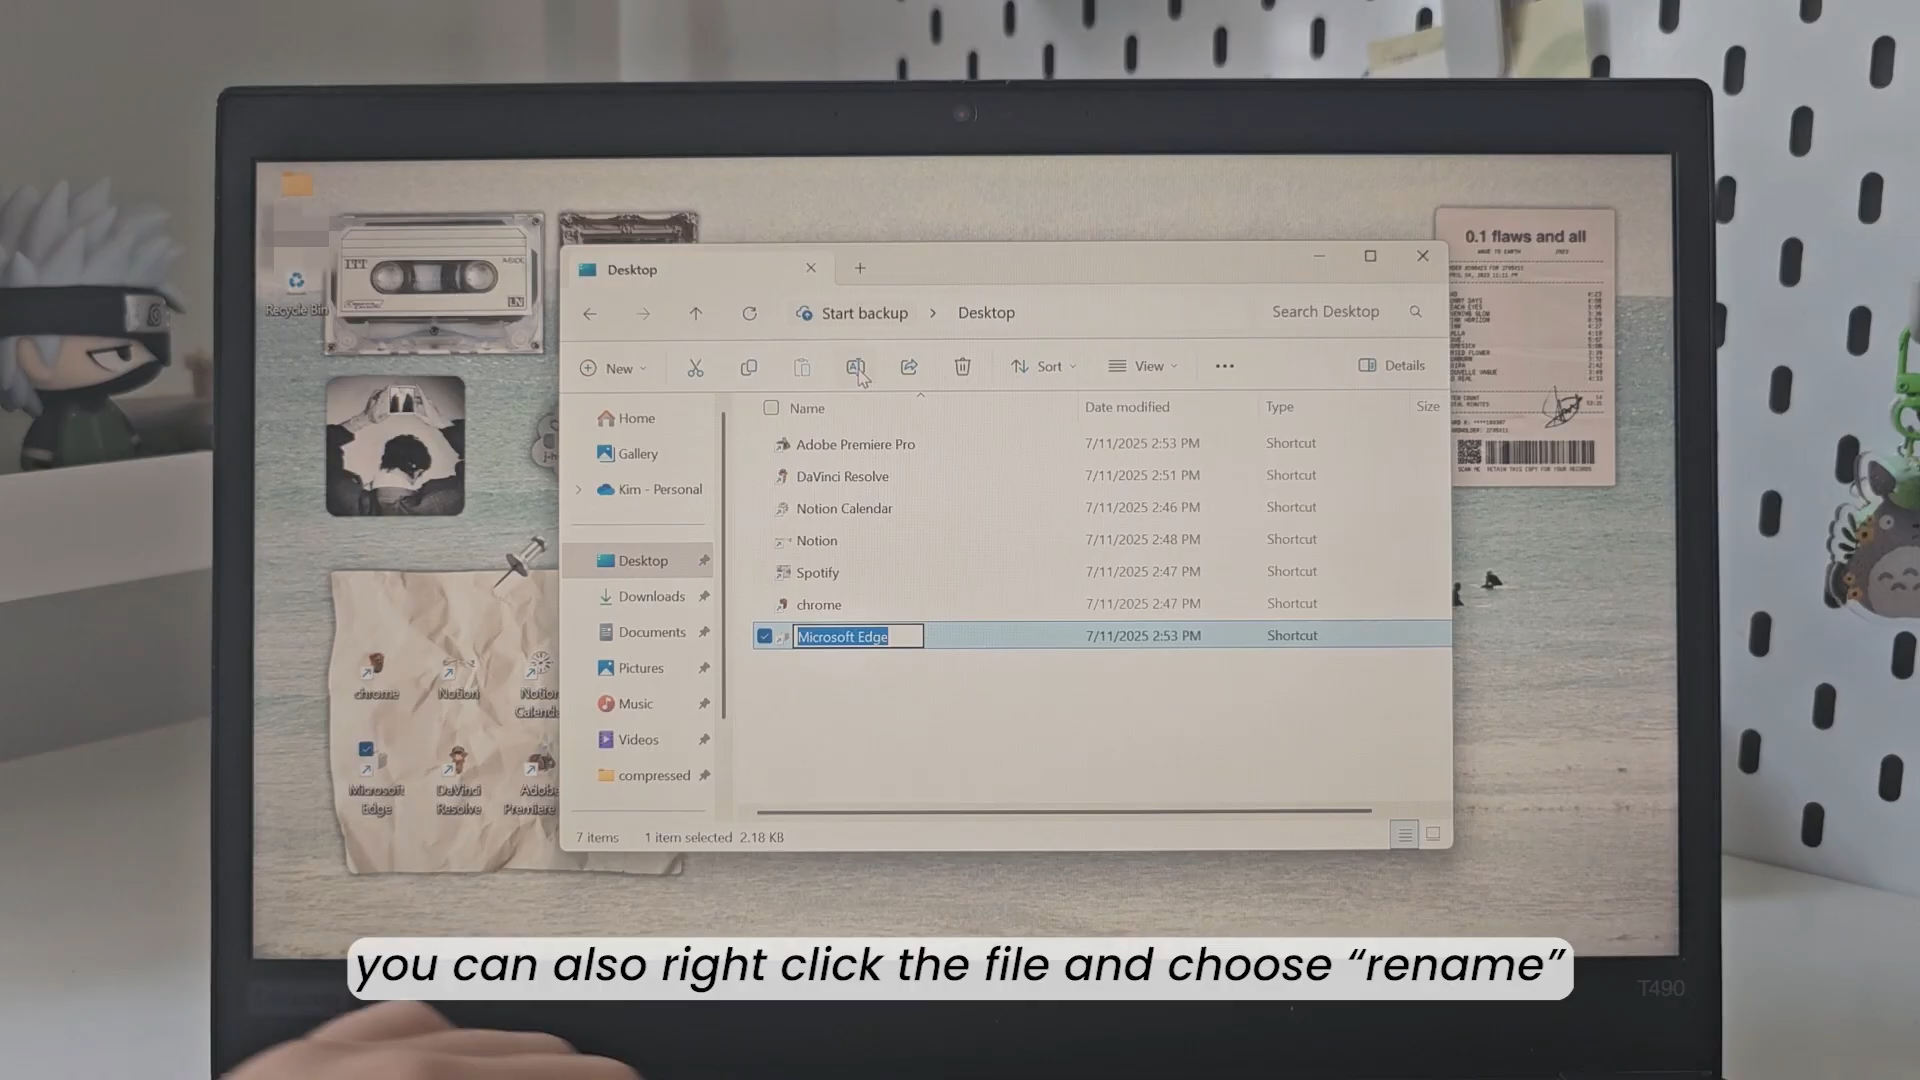 0.1 flaws and all
Recycle Bin
Desktop
Start backup
Desktop
Search Desktop
New
Sort
View
Details
Home
Gallery
Kim - Personal
Desktop
Downloads
Documents
Pictures
Music
Videos
compressed
Name Date modified Type Size
Adobe Premiere Pro 7/11/2025 2:53 PM Shortcut
DaVinci Resolve 7/11/2025 2:51 PM Shortcut
Notion Calendar 7/11/2025 2:46 PM Shortcut
Notion 7/11/2025 2:48 PM Shortcut
Spotify 7/11/2025 2:47 PM Shortcut
chrome 7/11/2025 2:47 PM Shortcut
Microsoft Edge 7/11/2025 2:53 PM Shortcut
7 items 1 item selected 2.18 KB
chrome
Notion
Notion
Calenda
Microsoft
Edge
DaVinci
Resolve
Adobe
Premiere
you can also right click the file and choose “rename”
T490